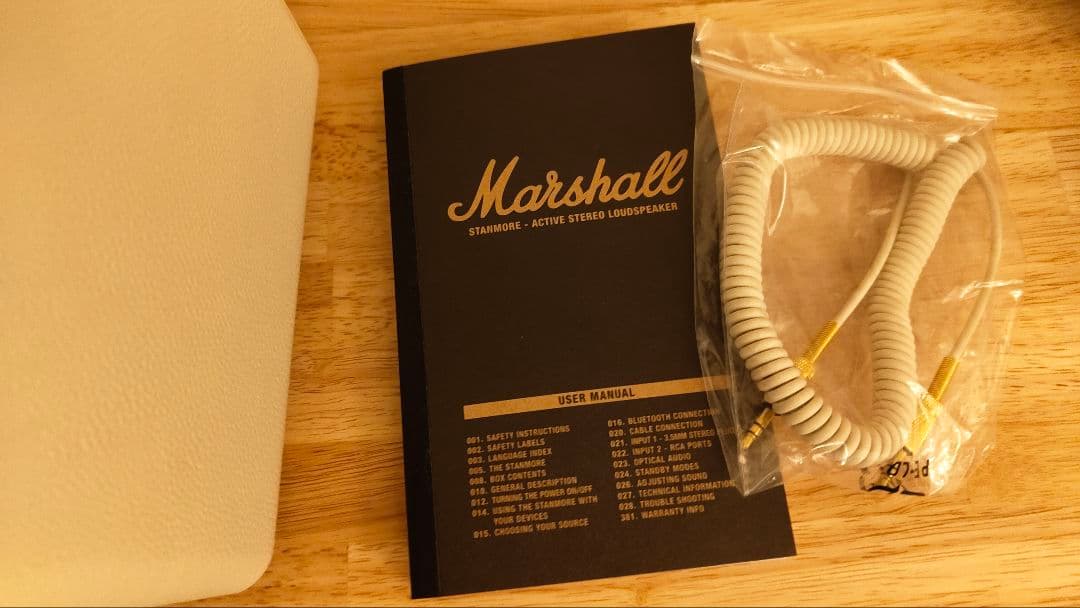 Marshall
STANMORE - ACTIVE STEREO LOUDSPEAKER
USER MANUAL
001. SAFETY INSTRUCTIONS
002. SAFETY LABELS
003. LANGUAGE INDEX
005. THE STANMORE
008. BOX CONTENTS
010. GENERAL DESCRIPTION
012. TURNING THE POWER ON/OFF
014. USING THE STANMORE WITH
YOUR DEVICES
015. CHOOSING YOUR SOURCE
016. BLUETOOTH CONNECTION
020. CABLE CONNECTION
021. INPUT 1 - 3.5MM STEREO
022. INPUT 2 - RCA PORTS
023. OPTICAL AUDIO
024. STANDBY MODES
026. ADJUSTING SOUND
027. TECHNICAL INFORMATION
028. TROUBLE SHOOTING
381. WARRANTY INFO